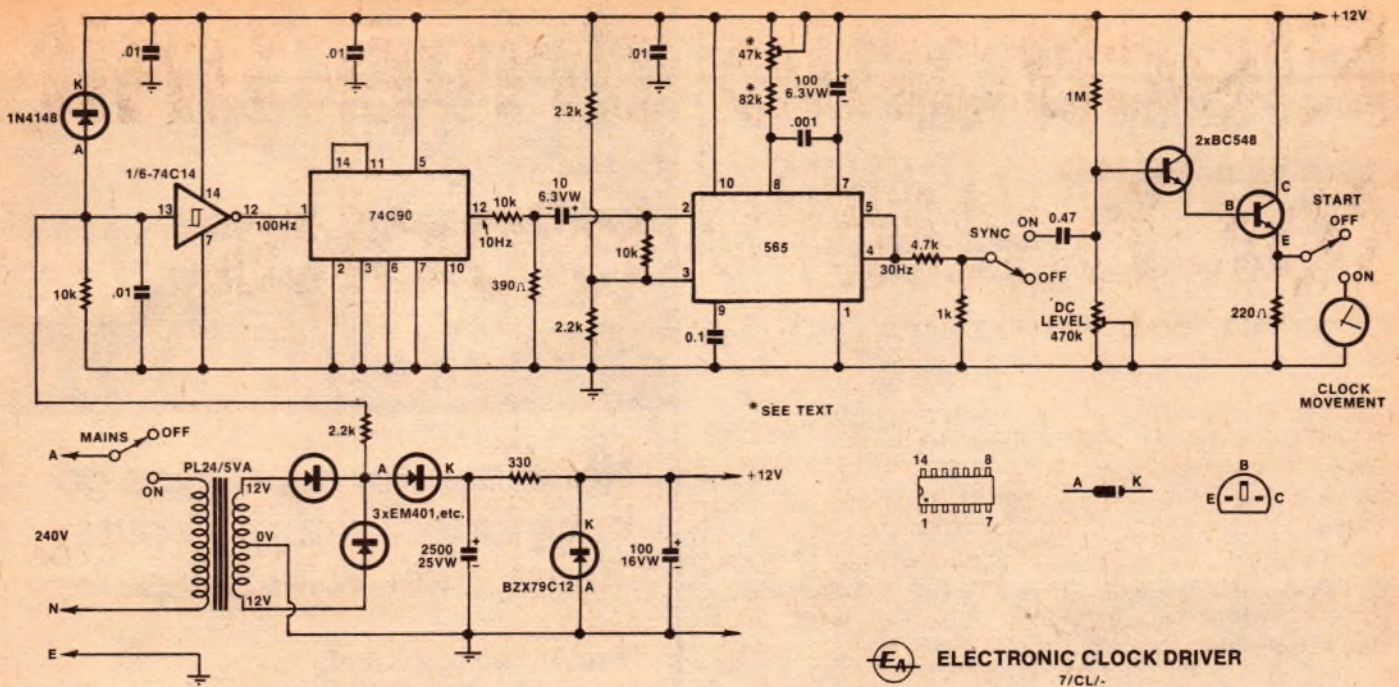 +12V
.01
.01
.01
* 47k
* 82k
100
6.3VW
.001
K
1N4148
A
10k
.01
1/6-74C14
13
14
12
7
100Hz
1
14
11
5
74C90
12
10Hz
2
3
6
7
10
10k
390Ω
10
6.3VW
2.2k
2.2k
10k
2
3
10
8
7
565
5
4
9
1
30Hz
0.1
4.7k
1k
SYNC
ON
OFF
0.47
1M
DC
LEVEL
470k
2xBC548
B
C
E
220Ω
START
OFF
ON
CLOCK
MOVEMENT
* SEE TEXT
MAINS
OFF
A
ON
240V
N
E
PL24/5VA
12V
0V
12V
2.2k
A
K
3xEM401,etc.
2500
25VW
330
K
BZX79C12
A
100
16VW
+12V
14
8
1
7
A
K
B
E
C
EA
ELECTRONIC CLOCK DRIVER
7/CL/-